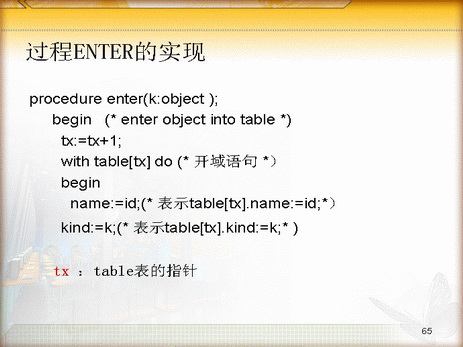 过程ENTER的实现
procedure enter(k:object );
begin (* enter object into table *)
tx:=tx+1;
with table[tx] do (* 开域语句 *)
begin
name:=id;(* 表示table[tx].name:=id;*)
kind:=k;(* 表示table[tx].kind:=k;* )
tx : table表的指针
65